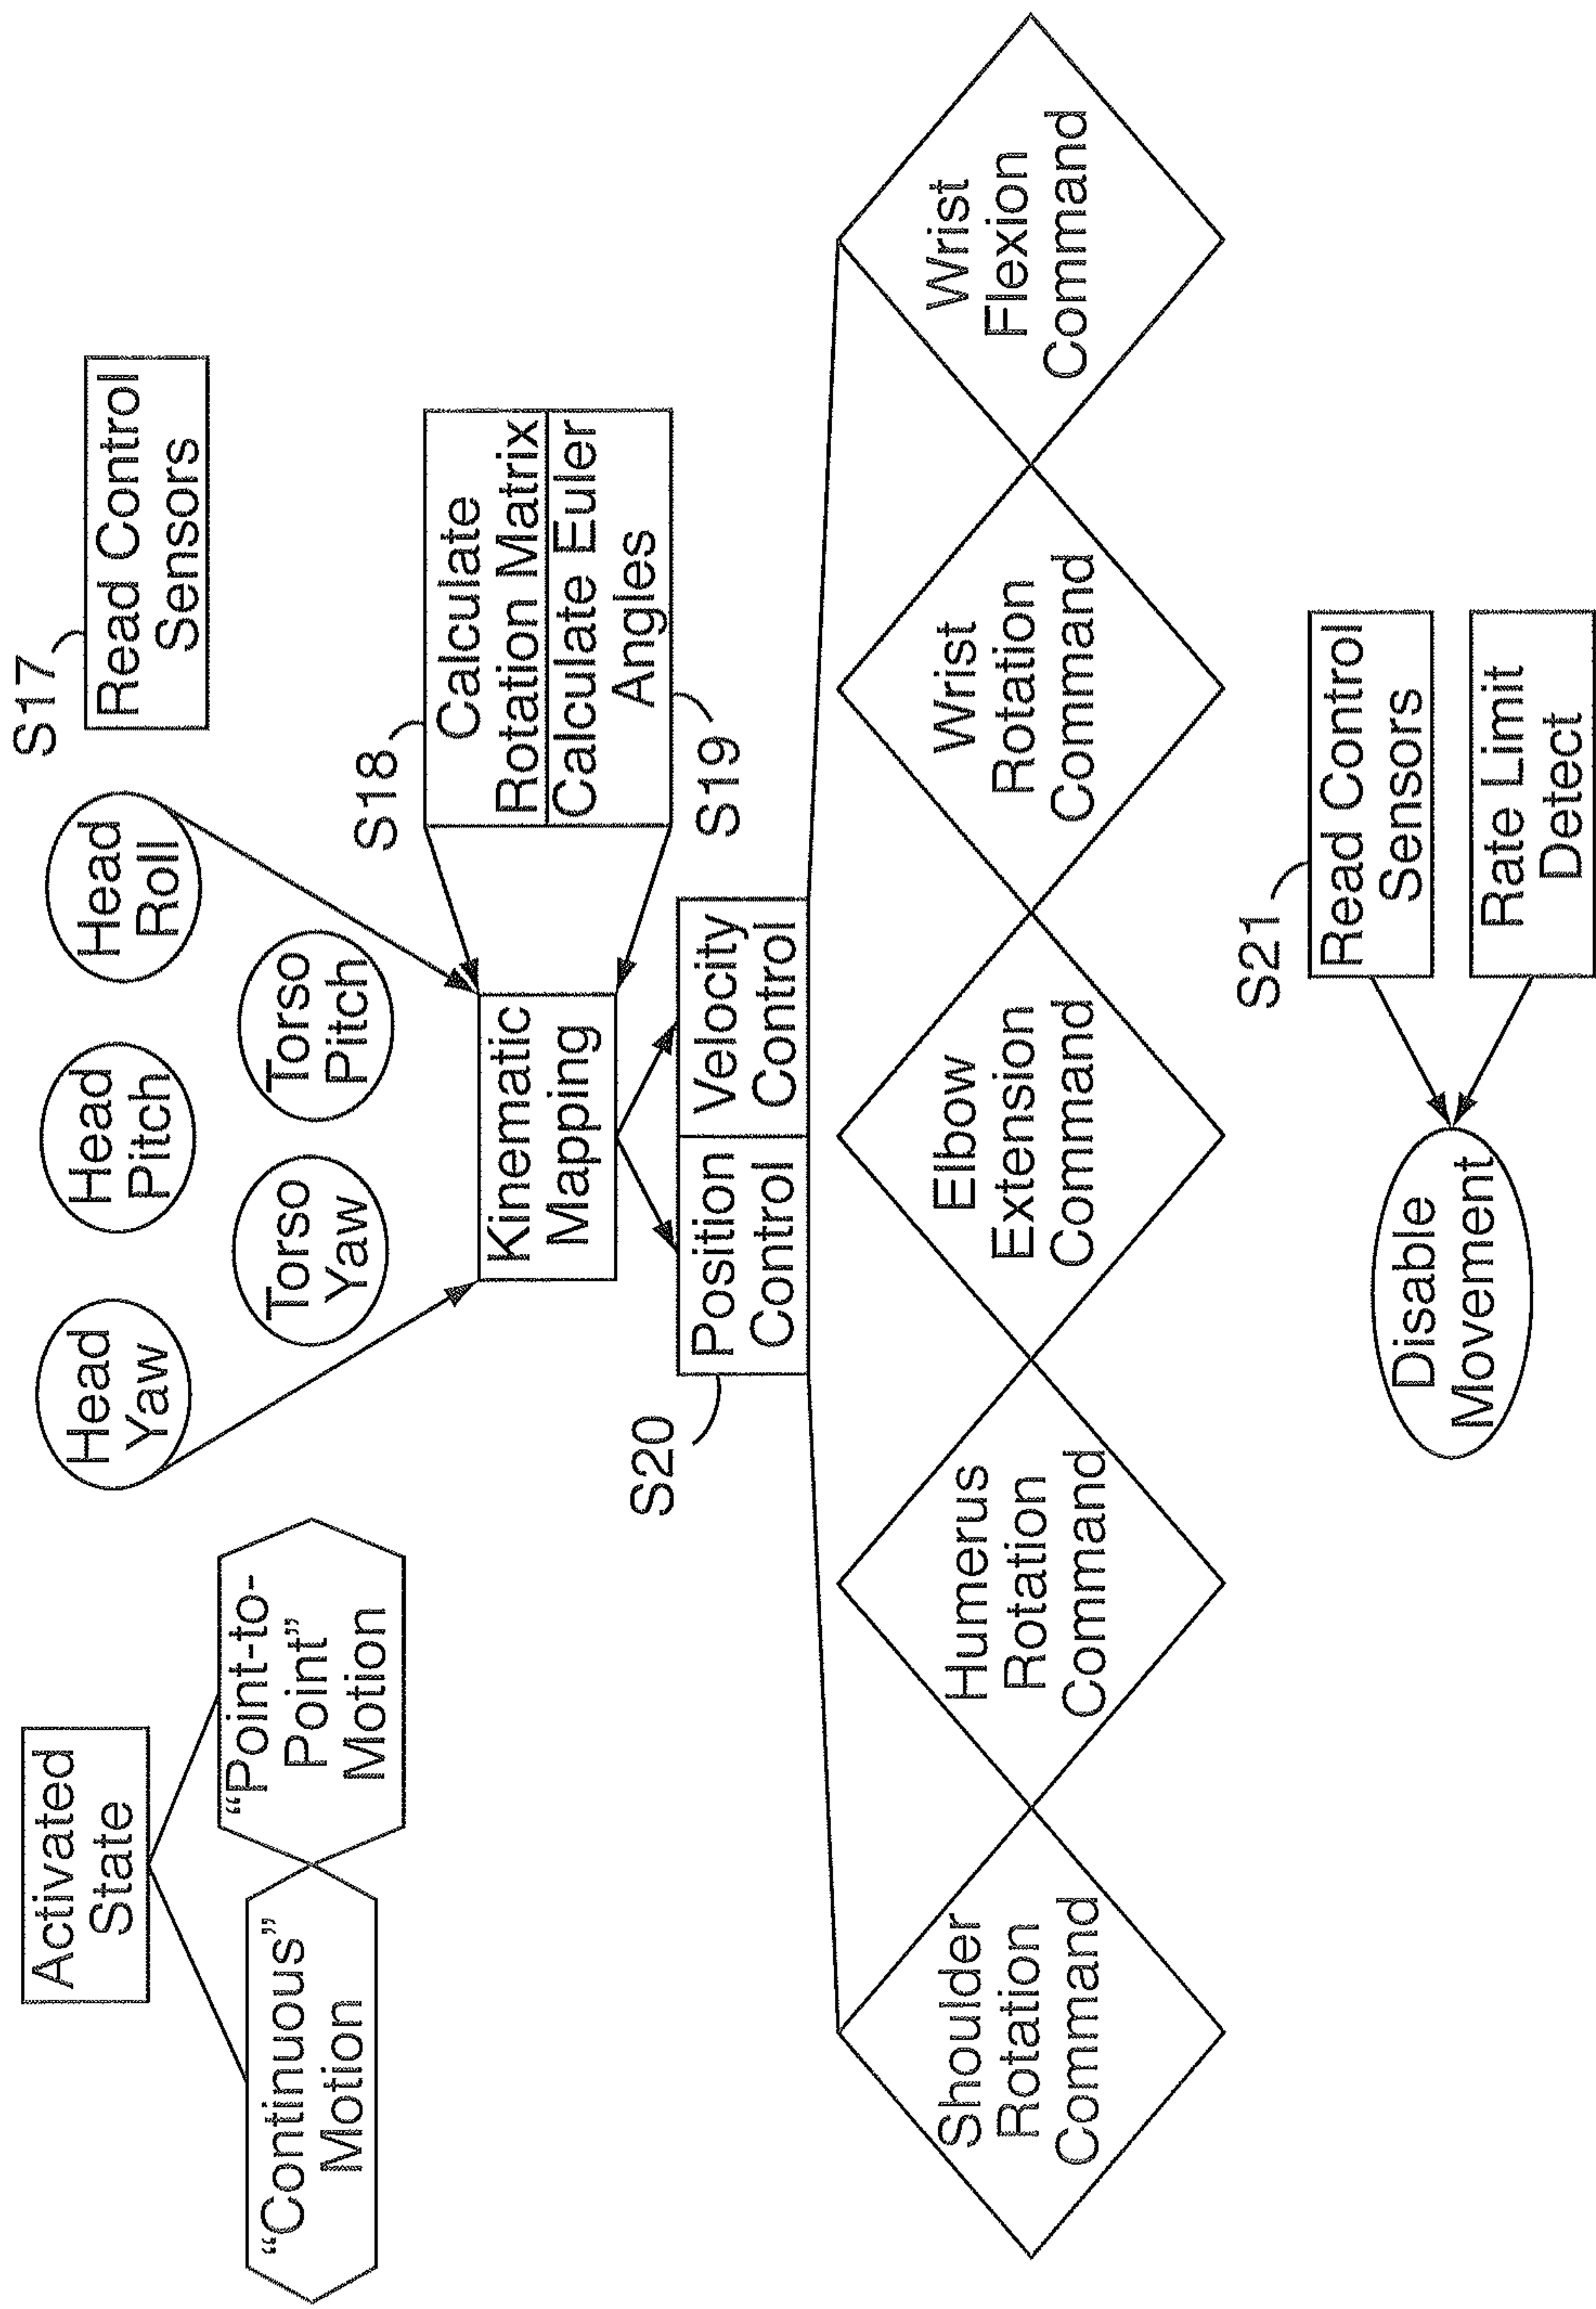 Activated
State
“Continuous”
Motion
“Point-to-
Point”
Motion
Head
Yaw
Head
Pitch
Head
Roll
Torso
Yaw
Torso
Pitch
S17
Read Control
Sensors
Kinematic
Mapping
S18
Calculate
Rotation Matrix
Calculate Euler
Angles
S19
S20
Position
Control
Velocity
Control
Shoulder
Rotation
Command
Humerus
Rotation
Command
Elbow
Extension
Command
Wrist
Rotation
Command
Wrist
Flexion
Command
Disable
Movement
S21
Read Control
Sensors
Rate Limit
Detect